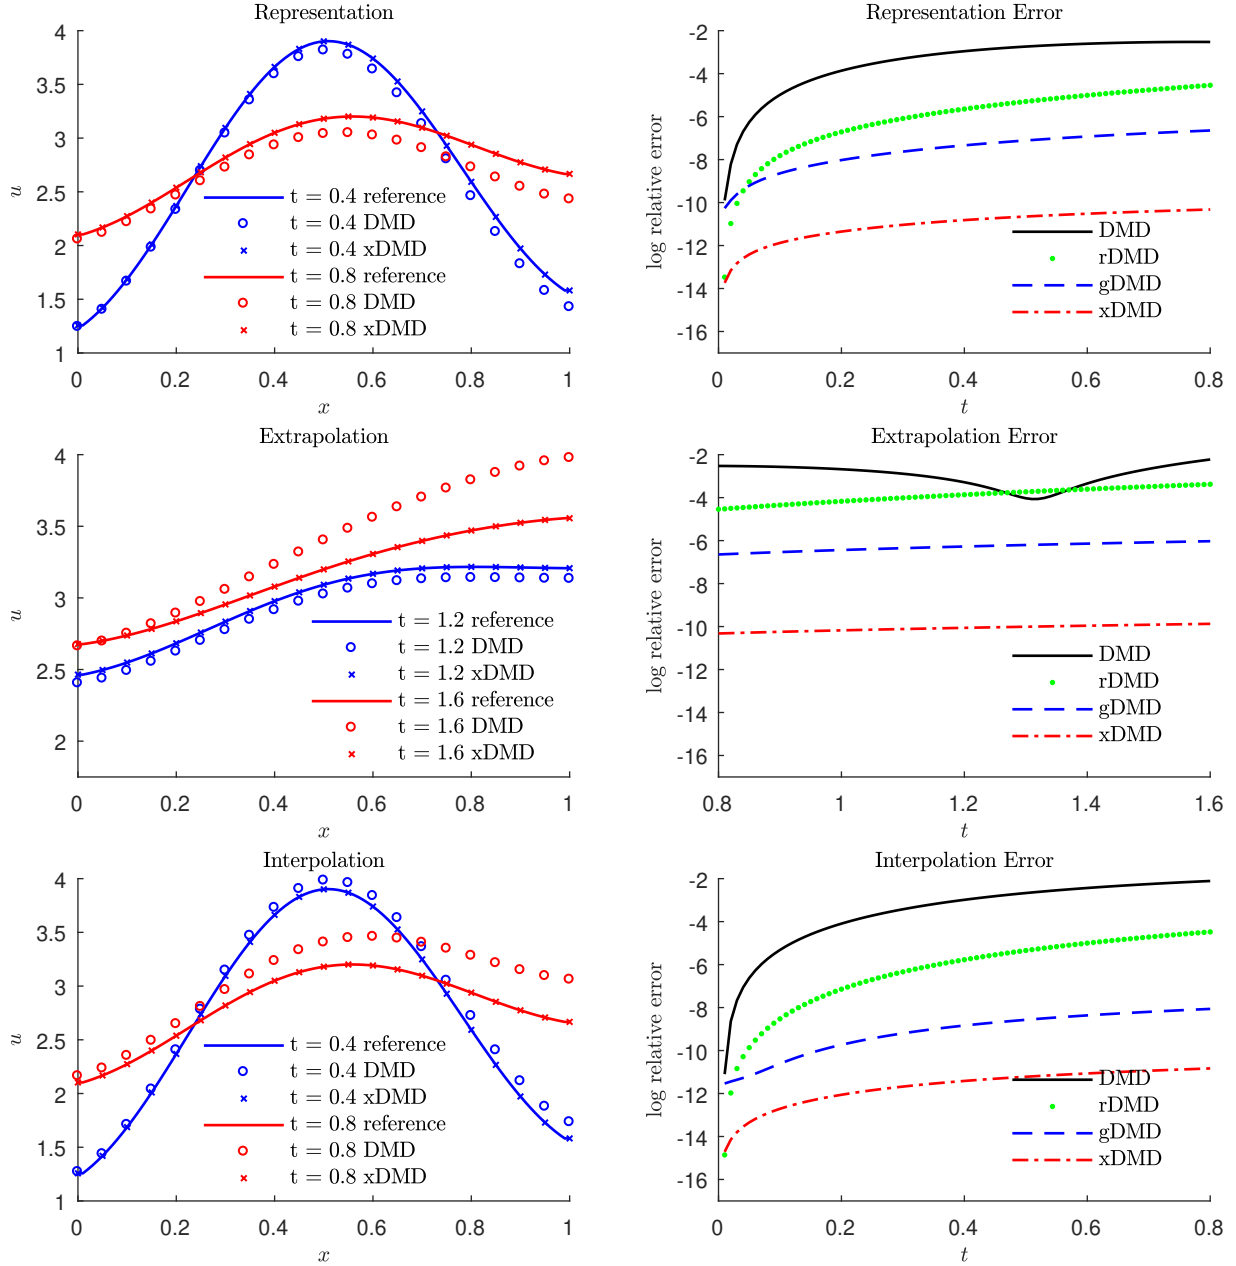 Representation
4
3.5
3
2.5
2
1.5
1
u
t = 0.4 reference
t = 0.4 DMD
t = 0.4 xDMD
t = 0.8 reference
t = 0.8 DMD
t = 0.8 xDMD
0 0.2 0.4 0.6 0.8 1
x
Representation Error
-2
-4
-6
-8
-10
-12
-14
-16
log relative error
DMD
rDMD
gDMD
xDMD
0 0.2 0.4 0.6 0.8
t
Extrapolation
4
3.5
3
2.5
2
u
t = 1.2 reference
t = 1.2 DMD
t = 1.2 xDMD
t = 1.6 reference
t = 1.6 DMD
t = 1.6 xDMD
0 0.2 0.4 0.6 0.8 1
x
Extrapolation Error
-2
-4
-6
-8
-10
-12
-14
-16
log relative error
DMD
rDMD
gDMD
xDMD
0.8 1 1.2 1.4 1.6
t
Interpolation
4
3.5
3
2.5
2
1.5
1
u
t = 0.4 reference
t = 0.4 DMD
t = 0.4 xDMD
t = 0.8 reference
t = 0.8 DMD
t = 0.8 xDMD
0 0.2 0.4 0.6 0.8 1
x
Interpolation Error
-2
-4
-6
-8
-10
-12
-14
-16
log relative error
DMD
rDMD
gDMD
xDMD
0 0.2 0.4 0.6 0.8
t